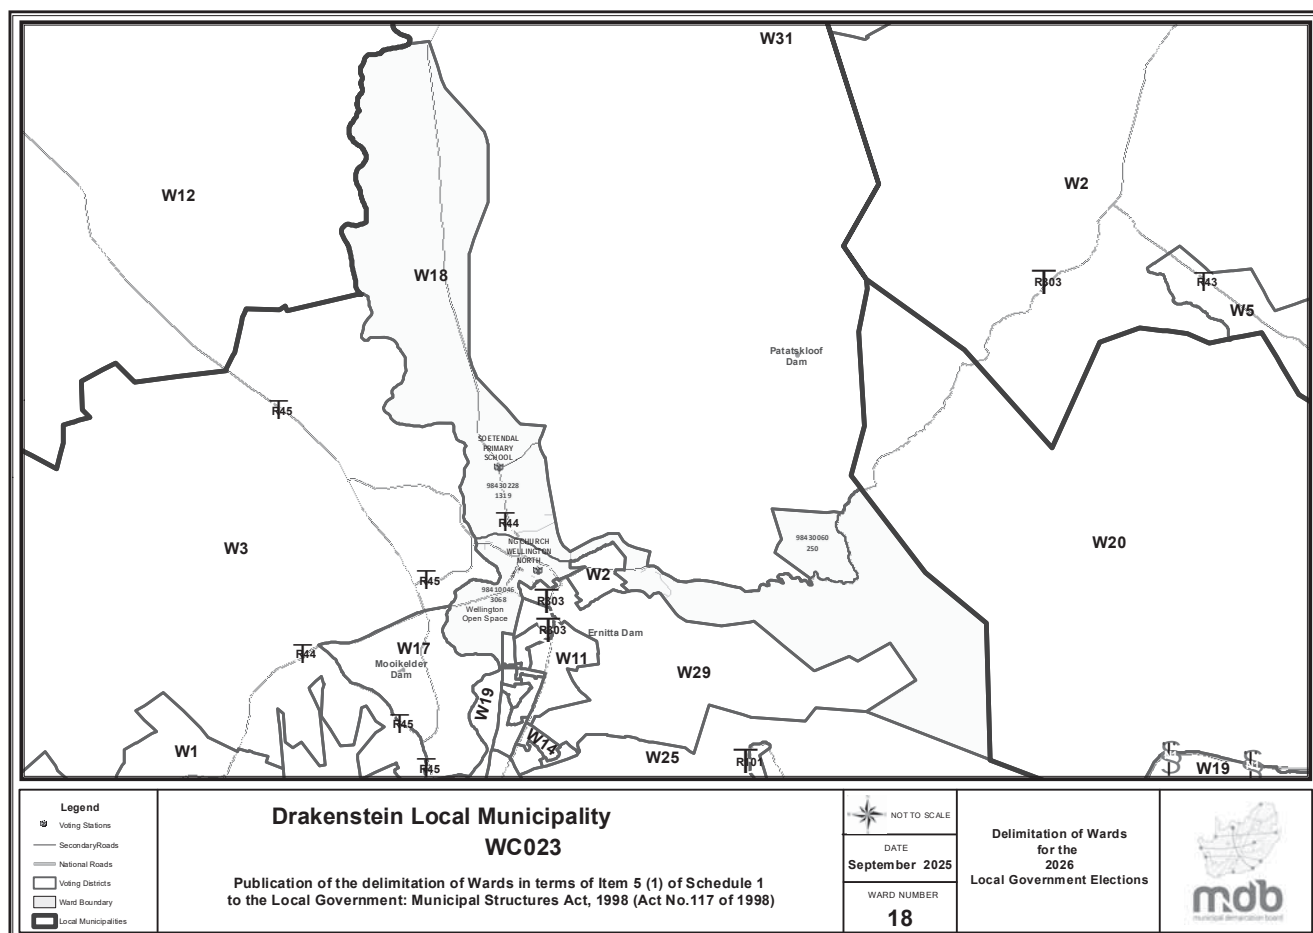 W31
W12
W2
W18
R303
R43
W5
Patatskloof
Dam
R45
SOETENDAL
PRIMARY
SCHOOL
98430228
1319
R44
NG CHURCH
WELLINGTON
NORTH
98430060
250
W20
W3
W2
R45
98410046
3068
Wellington
Open Space
R303
R303
Ernitta Dam
R44
W17
Mooikelder
Dam
W11
W29
W19
R45
W14
W1
W25
R45
R101
W19
Legend
Voting Stations
SecondaryRoads
National Roads
Voting Districts
Ward Boundary
Local Municipalities
Drakenstein Local Municipality
WC023
Publication of the delimitation of Wards in terms of Item 5 (1) of Schedule 1
to the Local Government: Municipal Structures Act, 1998 (Act No.117 of 1998)
NOT TO SCALE
DATE
September 2025
WARD NUMBER
18
Delimitation of Wards
for the
2026
Local Government Elections
mdb
municipal demarcation board